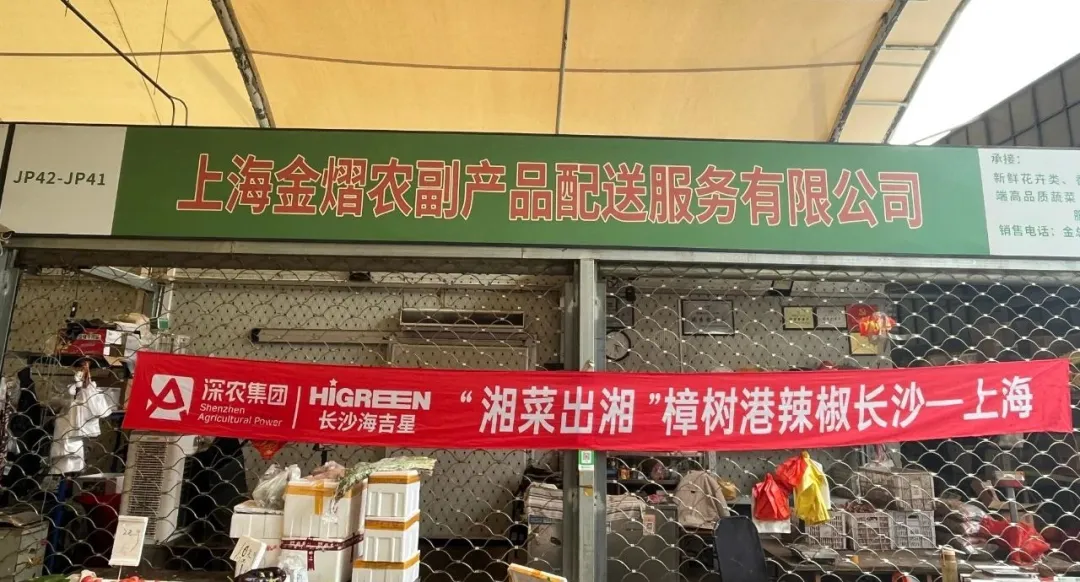 JP42-JP41
上海金熠农副产品配送服务有限公司
承接：
新鲜花卉类、
端高品质蔬菜
销售电话：金
深农集团
Shenzhen
Agricultural Power
HIGREEN
长沙海吉星
“湘菜出湘”樟树港辣椒长沙—上海